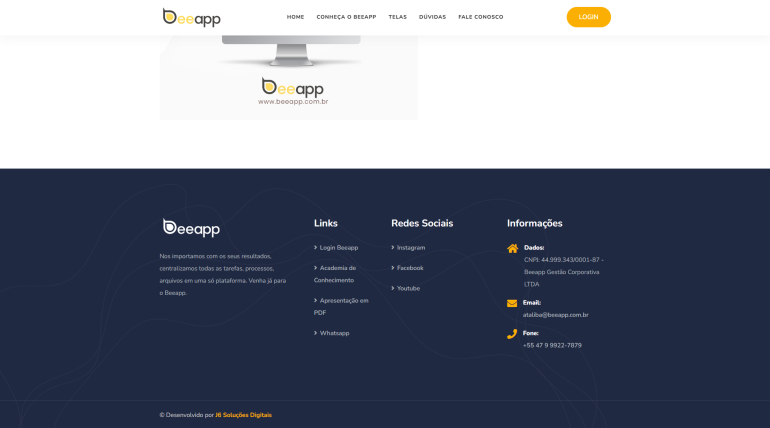 beeapp
HOME
CONHEÇA O BEEAPP
TELAS
DÚVIDAS
FALE CONOSCO
LOGIN
beeapp
www.beeapp.com.br
beeapp
Nos importamos com os seus resultados,
centralizamos todas as tarefas, processos,
arquivos em uma só plataforma. Venha já para
o Beeapp.
Links
Login Beeapp
Academia de
Conhecimento
Apresentação em
PDF
Whatsapp
Redes Sociais
Instagram
Facebook
Youtube
Informações
Dados:
CNPJ: 44.999.343/0001-87 -
Beeapp Gestão Corporativa
LTDA
Email:
ataliba@beeapp.com.br
Fone:
+55 47 9 9922-7879
© Desenvolvido por J6 Soluções Digitais